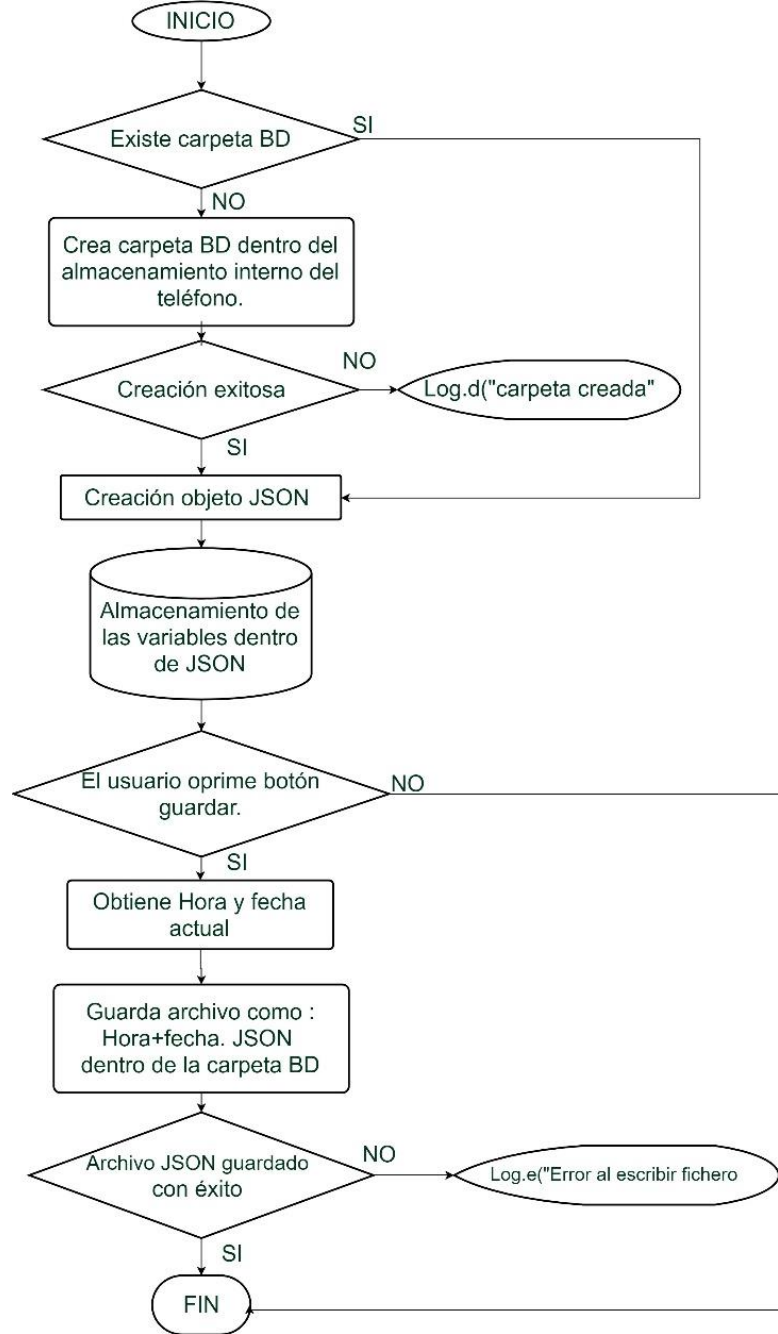 INICIO
Existe carpeta BD
SI
NO
Crea carpeta BD dentro del
almacenamiento interno del
teléfono.
Creación exitosa
NO
Log.d("carpeta creada"
SI
Creación objeto JSON
Almacenamiento de
las variables dentro
de JSON
El usuario oprime botón
guardar.
NO
SI
Obtiene Hora y fecha
actual
Guarda archivo como :
Hora+fecha. JSON
dentro de la carpeta BD
Archivo JSON guardado
con éxito
NO
Log.e("Error al escribir fichero
SI
FIN